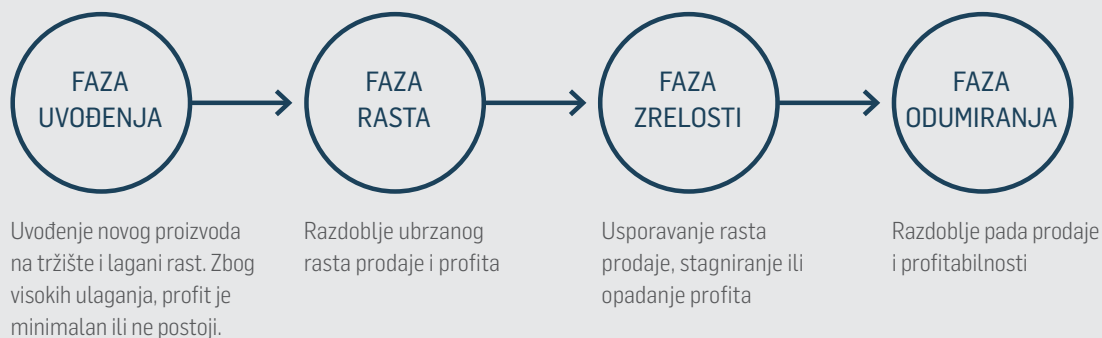 FAZA
UVOĐENJA
FAZA
RASTA
FAZA
ZRELOSTI
FAZA
ODUMIRANJA
Uvođenje novog proizvoda
na tržište i lagani rast. Zbog
visokih ulaganja, profit je
minimalan ili ne postoji.
Razdoblje ubrzanog
rasta prodaje i profita
Usporavanje rasta
prodaje, stagniranje ili
opadanje profita
Razdoblje pada prodaje
i profitabilnosti